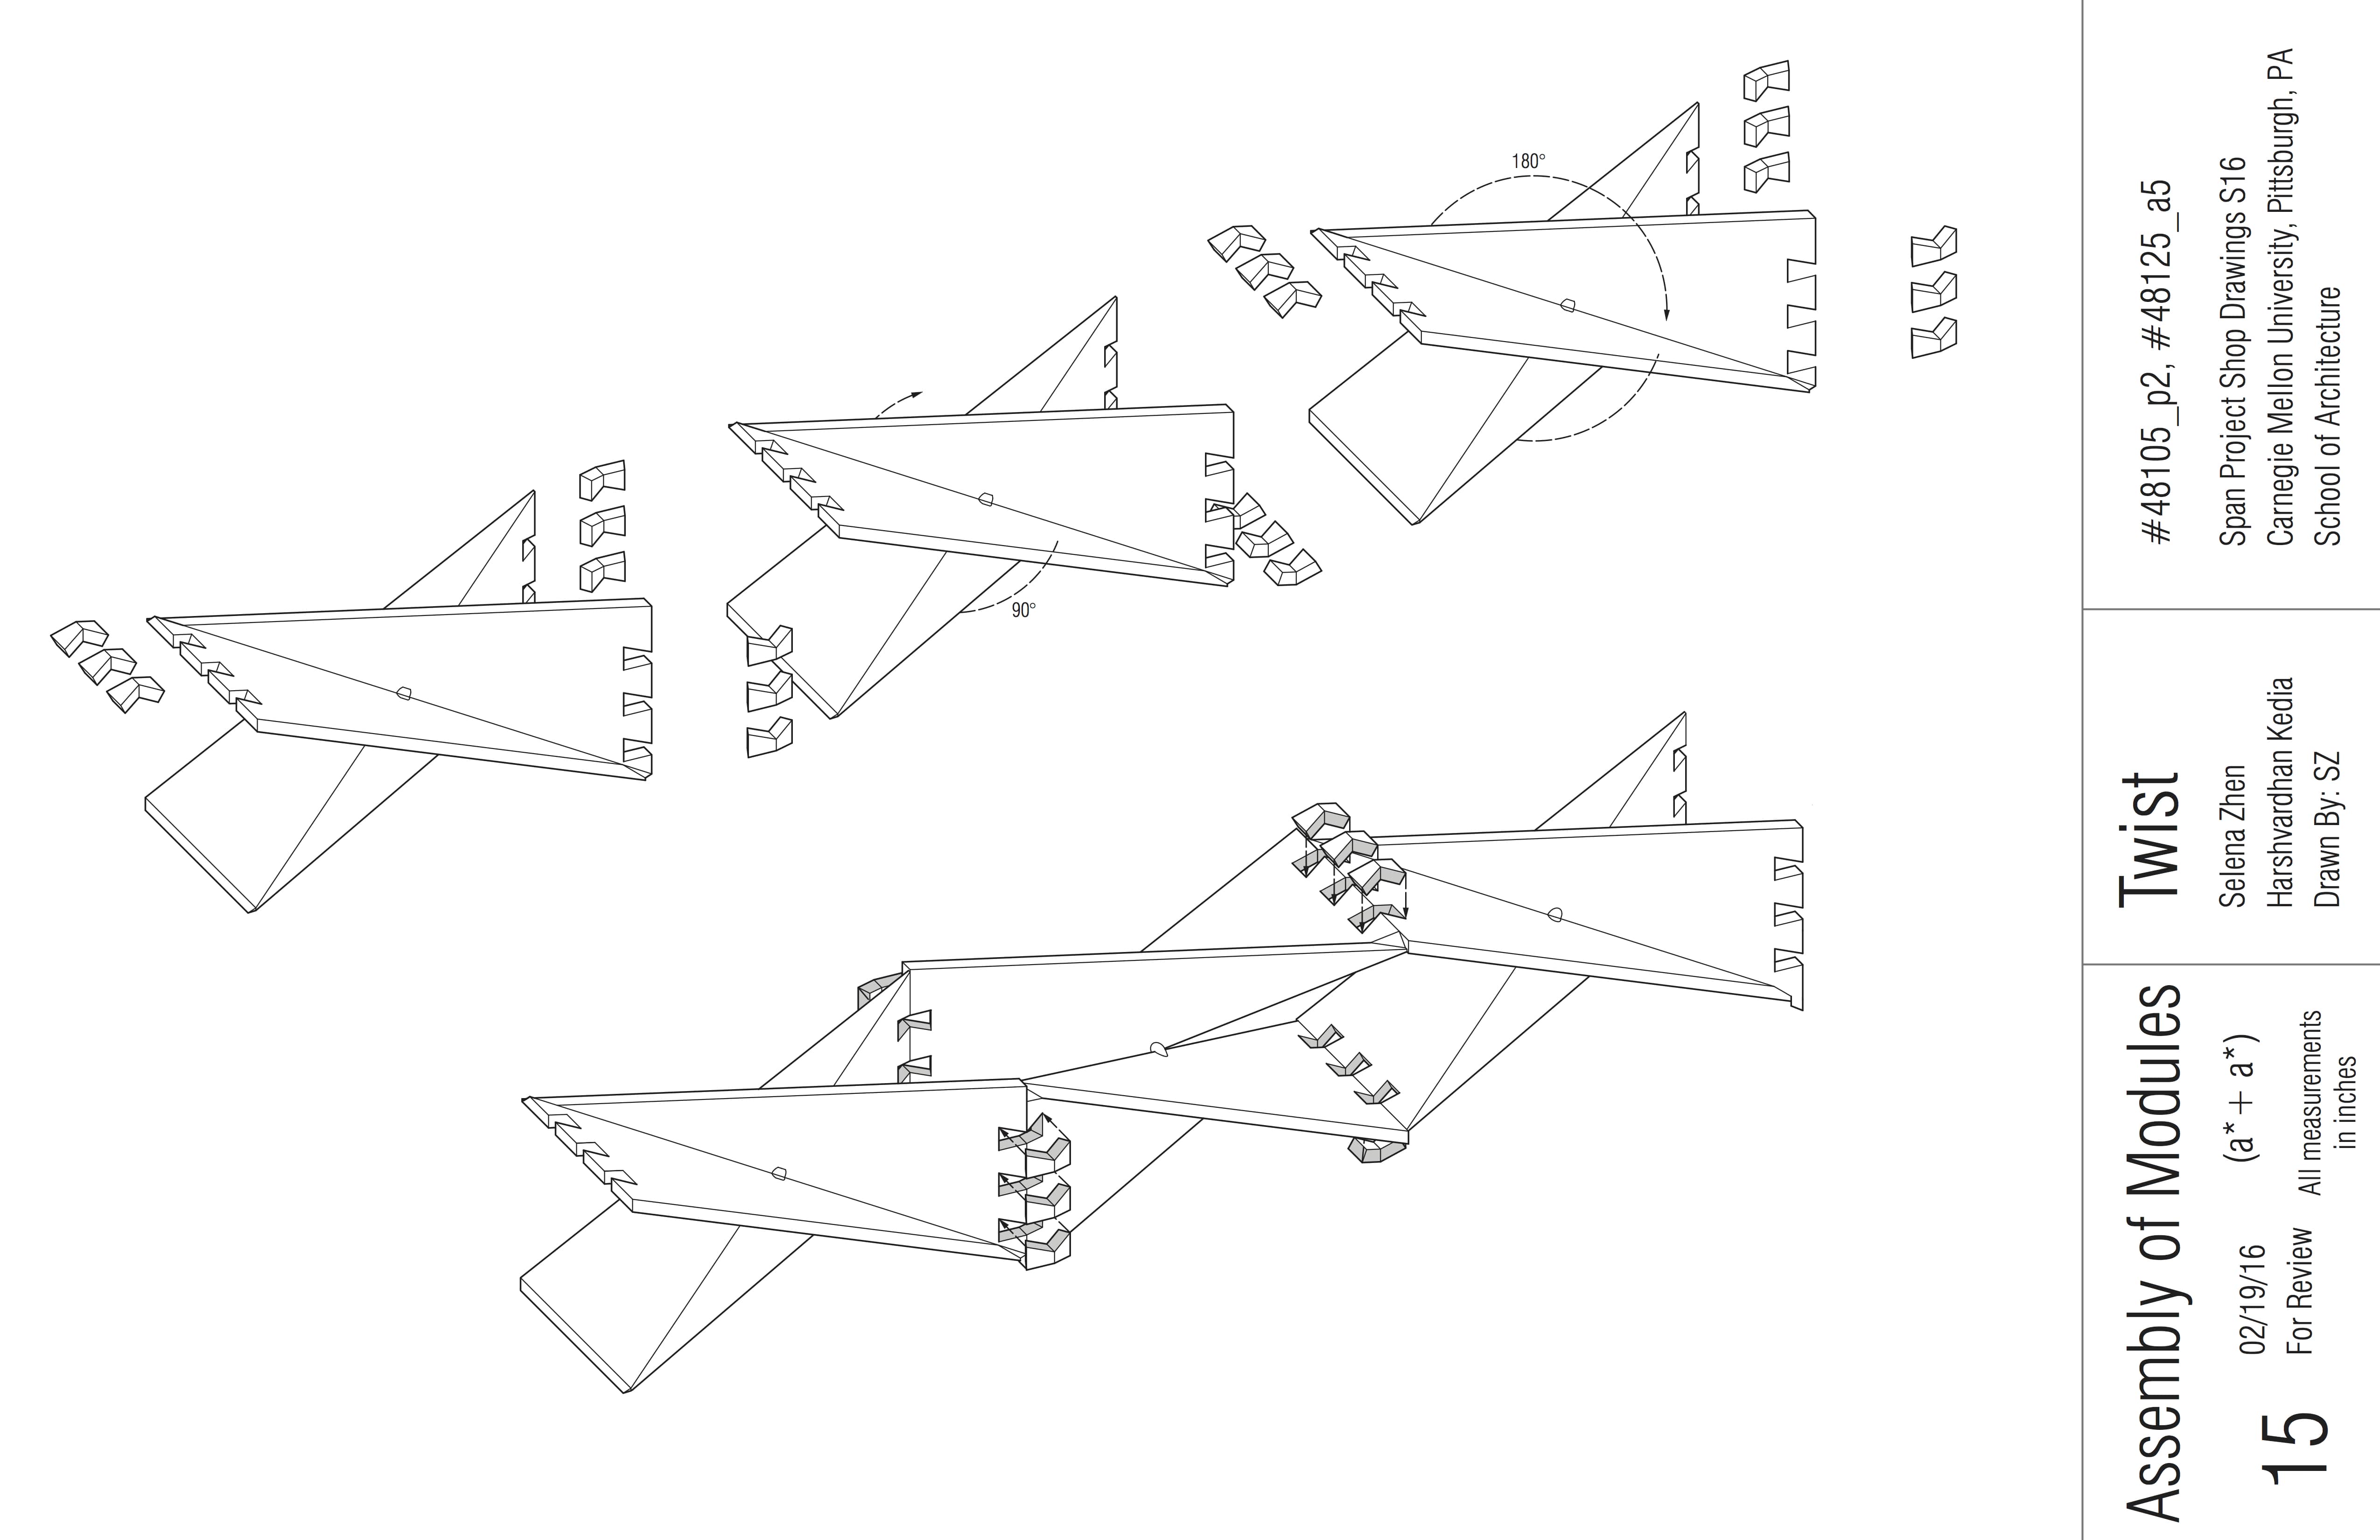 180°
90°
Assembly of Modules
15
02/19/16
For Review
(a* + a*)
All measurements
in inches
Twist
Selena Zhen
Harshvardhan Kedia
Drawn By: SZ
#48105_p2, #48125_a5
Span Project Shop Drawings S16
Carnegie Mellon University, Pittsburgh, PA
School of Architecture